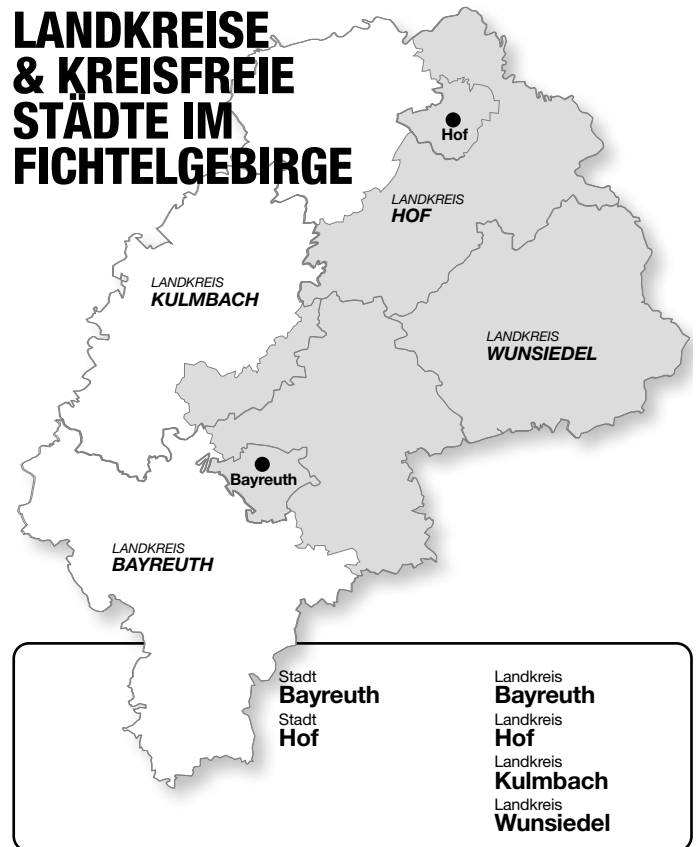 LANDKREISE
& KREISFREIE
STÄDTE IM
FICHTELGEBIRGE
Hof
LANDKREIS
HOF
LANDKREIS
KULMBACH
LANDKREIS
WUNSIEDEL
Bayreuth
LANDKREIS
BAYREUTH
Stadt
Bayreuth
Stadt
Hof
Landkreis
Bayreuth
Landkreis
Hof
Landkreis
Kulmbach
Landkreis
Wunsiedel